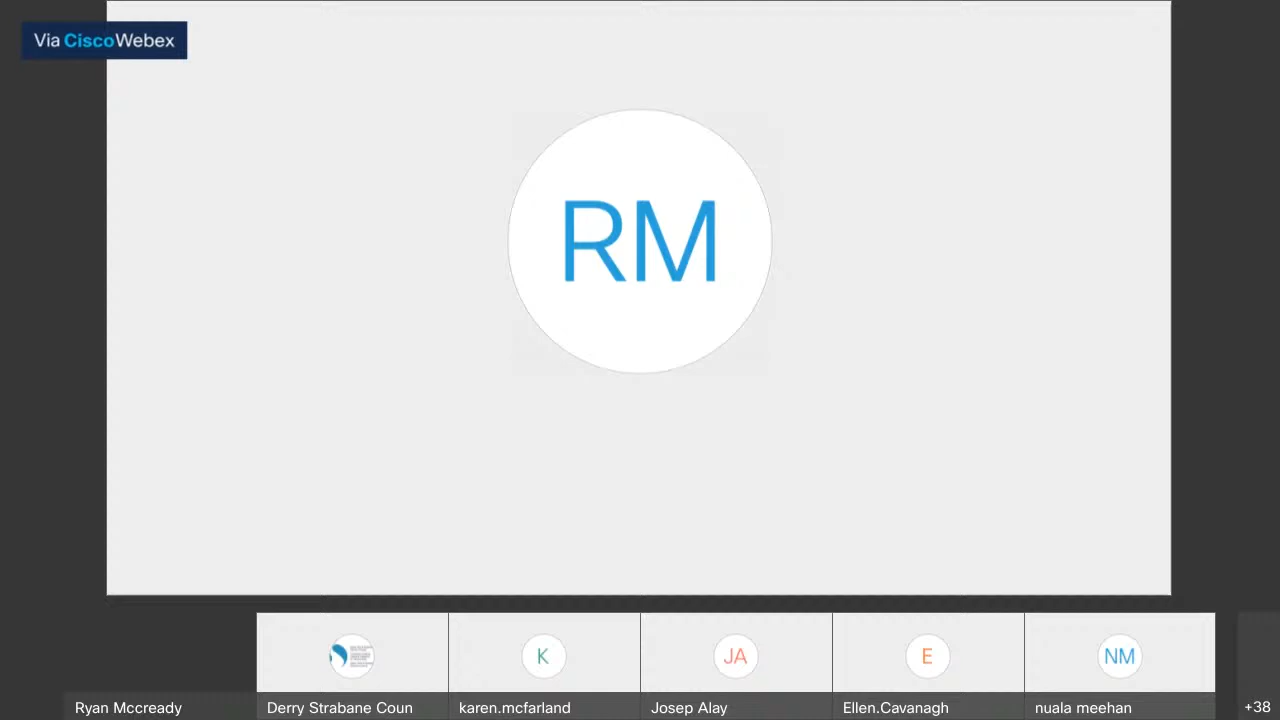 Via CiscoWebex
RM
K
JA
E
NM
Ryan Mccready
Derry Strabane Coun
karen.mcfarland
Josep Alay
Ellen.Cavanagh
nuala meehan
+38